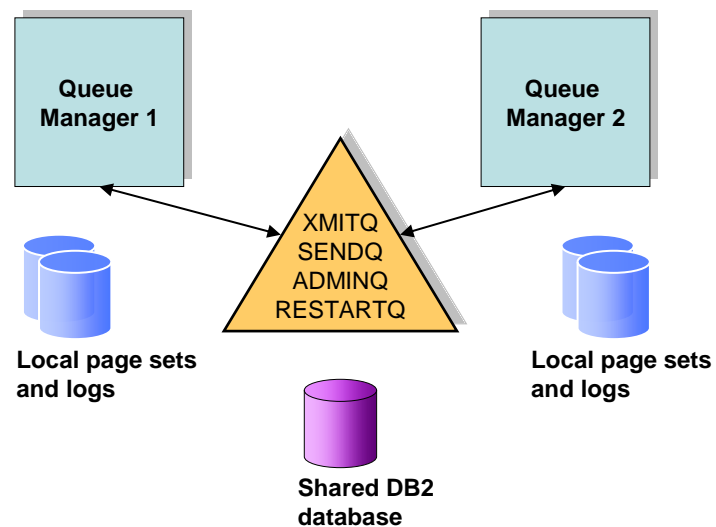 Queue
Manager 1
Queue
Manager 2
XMITQ
SENDQ
ADMINQ
RESTARTQ
Local page sets
and logs
Local page sets
and logs
Shared DB2
database